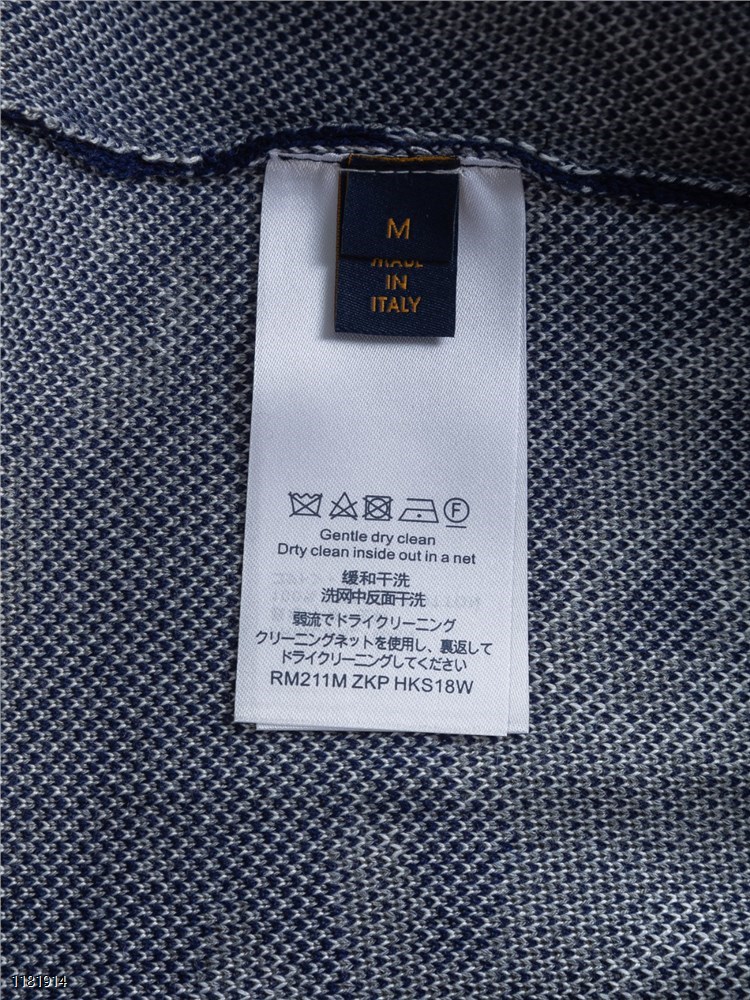 M
MADE
IN
ITALY
F
Gentle dry clean
Drty clean inside out in a net
缓和干洗
洗网中反面干洗
弱流でドライクリーニング
クリーニングネットを使用し、裏返して
ドライクリーニングしてください
RM211M ZKP HKS18W
1181914